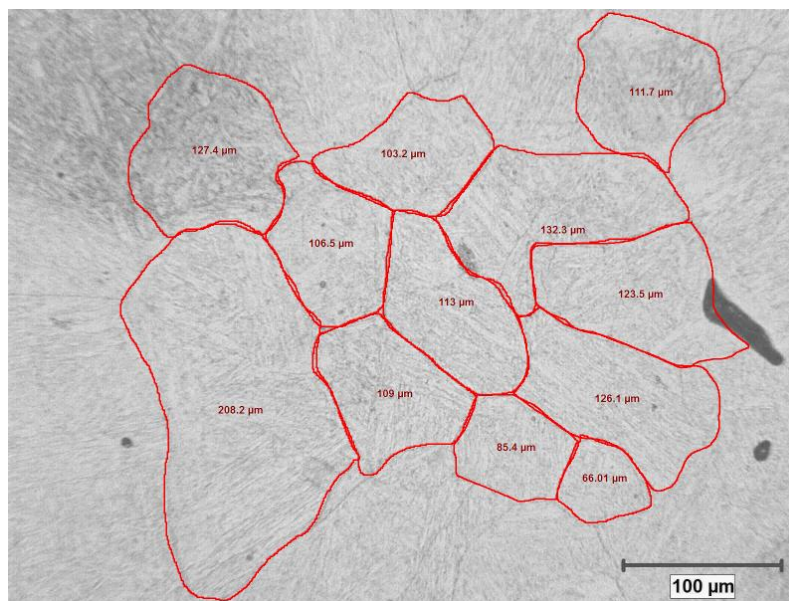 111.7 µm
127.4 µm
103.2 µm
132.3 µm
106.5 µm
123.5 µm
113 µm
109 µm
126.1 µm
208.2 µm
85.4 µm
66.01 µm
100 µm